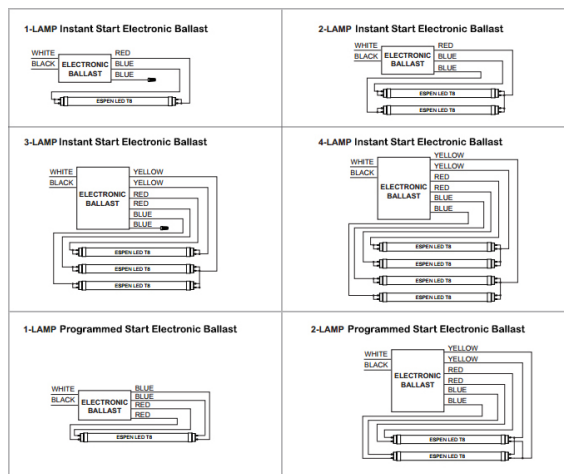 1-LAMP Instant Start Electronic Ballast
WHITE
BLACK
ELECTRONIC
BALLAST
RED
BLUE
BLUE
ESPEN LED T8
2-LAMP Instant Start Electronic Ballast
WHITE
BLACK
ELECTRONIC
BALLAST
RED
BLUE
BLUE
ESPEN LED T8
ESPEN LED T8
3-LAMP Instant Start Electronic Ballast
WHITE
BLACK
ELECTRONIC
BALLAST
YELLOW
YELLOW
RED
RED
BLUE
BLUE
ESPEN LED T8
ESPEN LED T8
ESPEN LED T8
4-LAMP Instant Start Electronic Ballast
WHITE
BLACK
ELECTRONIC
BALLAST
YELLOW
YELLOW
RED
RED
BLUE
BLUE
ESPEN LED T8
ESPEN LED T8
ESPEN LED T8
ESPEN LED T8
1-LAMP Programmed Start Electronic Ballast
WHITE
BLACK
ELECTRONIC
BALLAST
BLUE
BLUE
RED
RED
ESPEN LED T8
2-LAMP Programmed Start Electronic Ballast
WHITE
BLACK
ELECTRONIC
BALLAST
YELLOW
YELLOW
RED
RED
BLUE
BLUE
ESPEN LED T8
ESPEN LED T8